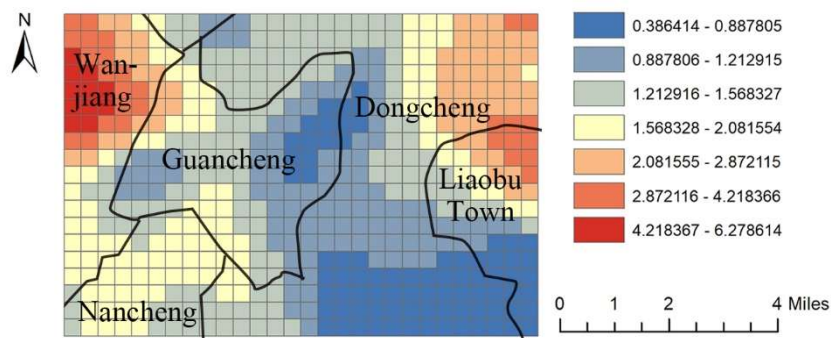 N
Wan-
jiang
Dongcheng
Guancheng
Liaobu
Town
Nancheng
0.386414 - 0.887805
0.887806 - 1.212915
1.212916 - 1.568327
1.568328 - 2.081554
2.081555 - 2.872115
2.872116 - 4.218366
4.218367 - 6.278614
0 1 2 4 Miles